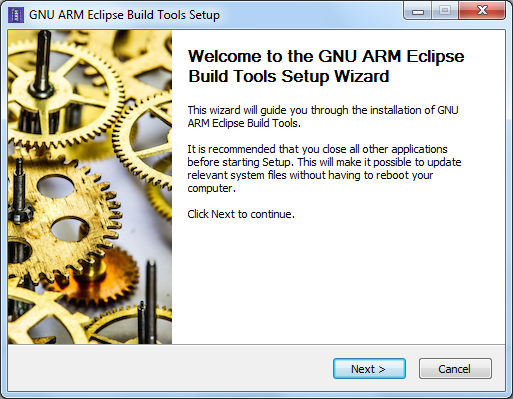 GNU ARM Eclipse Build Tools Setup
Welcome to the GNU ARM Eclipse
Build Tools Setup Wizard
This wizard will guide you through the installation of GNU
ARM Eclipse Build Tools.
It is recommended that you close all other applications
before starting Setup. This will make it possible to update
relevant system files without having to reboot your
computer.
Click Next to continue.
Next >
Cancel